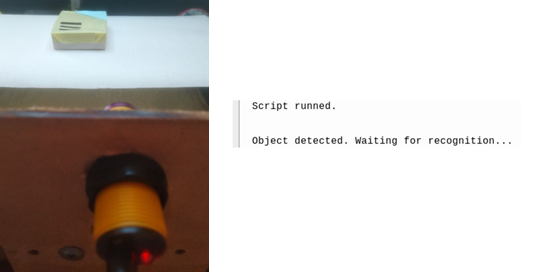 Script runned.
Object detected. Waiting for recognition...